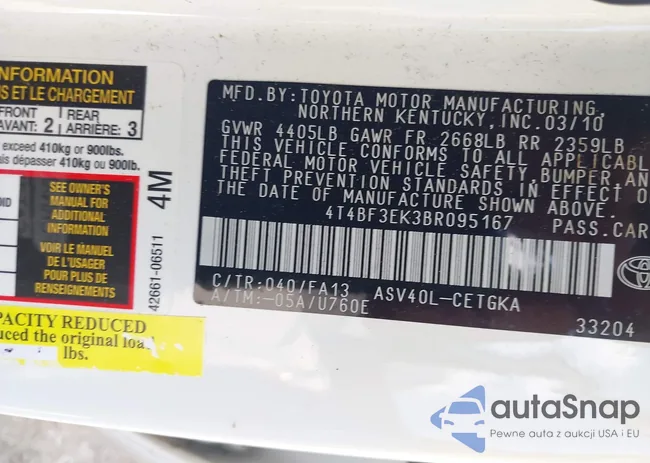 INFORMATION
US ET LE CHARGEMENT
FRONT
AVANT: 2
REAR
ARRIÈRE: 3
exceed 410kg or 900lbs.
dépasser 410kg ou 900lb.
SEE OWNER'S
MANUAL FOR
ADDITIONAL
INFORMATION
VOIR LE MANUEL
DE L'USAGER
POUR PLUS DE
RENSEIGNEMENTS
4M
42661-06511
PACITY REDUCED
uced the original loa
lbs.
MFD.BY: TOYOTA MOTOR MANUFACTURING,
NORTHERN KENTUCKY, INC. 03/10
GVWR 4405LB GAWR FR 2668LB RR 2359LB
THIS VEHICLE CONFORMS TO ALL APPLICABL
FEDERAL MOTOR VEHICLE SAFETY, BUMPER, AN
THEFT PREVENTION STANDARDS IN EFFECT O
THE DATE OF MANUFACTURE SHOWN ABOVE.
4T4BF3EK3BR095167 PASS.CAR
C/TR: 040/FA13 ASV40L-CETGKA
A/TM: -05A/U760E
33204
TOYOTA
autaSnap
Pewne auta z aukcji USA i EU